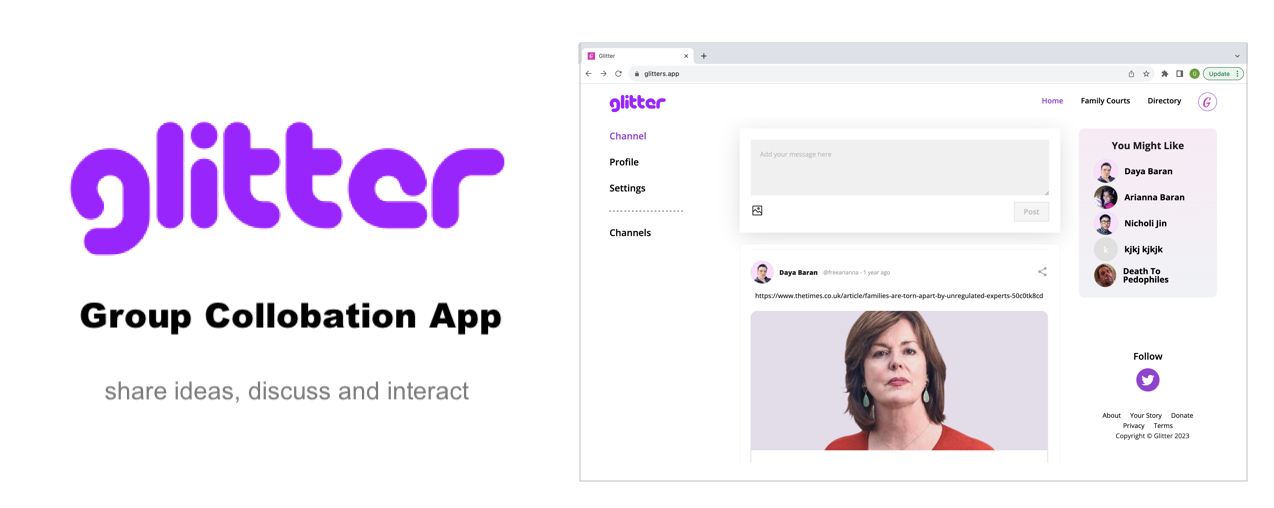 glitter
Group Collobation App
share ideas, discuss and interact
Glitter
glitters.app
G
Update
glitter
Home Family Courts Directory
G
Channel
Profile
Settings
Channels
Add your message here
Post
Daya Baran @freearianna - 1 year ago
https://www.thetimes.co.uk/article/families-are-torn-apart-by-unregulated-experts-50c0tk8cd
You Might Like
Daya Baran
Arianna Baran
Nicholi Jin
k
kjkj kjkjk
Death To
Pedophiles
Follow
About Your Story Donate
Privacy Terms
Copyright © Glitter 2023